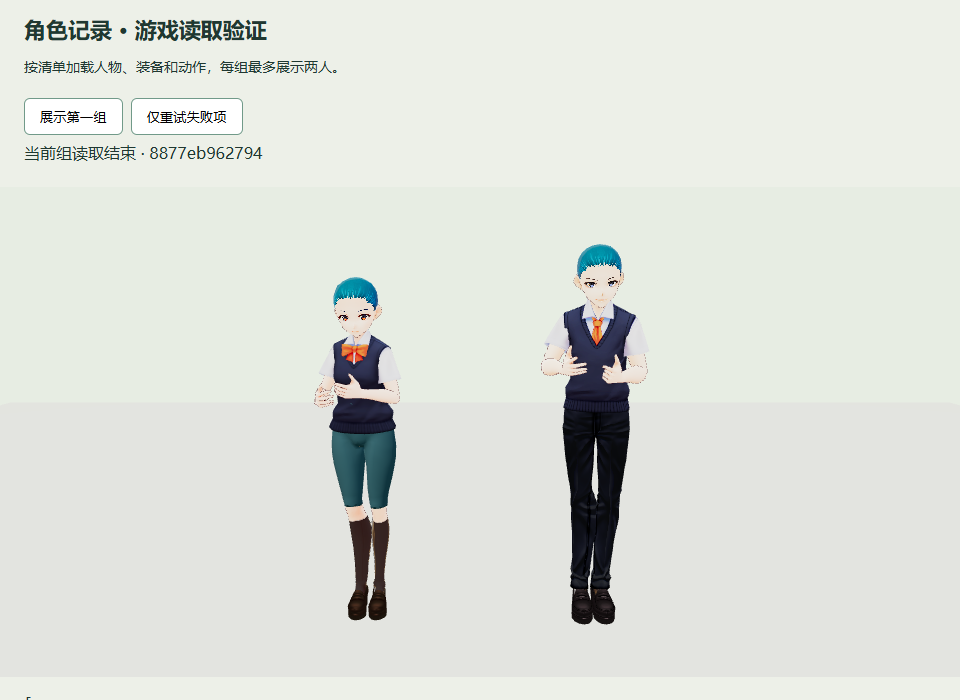 角色记录 • 游戏读取验证
按清单加载人物、装备和动作，每组最多展示两人。
展示第一组
仅重试失败项
当前组读取结束 · 8877eb962794